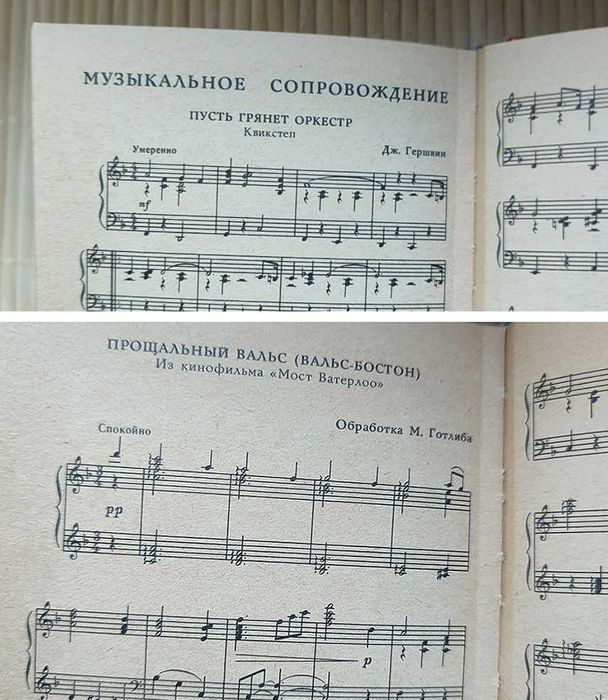 МУЗЫКАЛЬНОЕ СОПРОВОЖДЕНИЕ
ПУСТЬ ГРЯНЕТ ОРКЕСТР
Квикстеп
Умеренно
Дж. Гершвин
mf
ПРОЩАЛЬНЫЙ ВАЛЬС (ВАЛЬС-БОСТОН)
Из кинофильма «Мост Ватерлоо»
Обработка М. Готлиба
Спокойно
pp
p